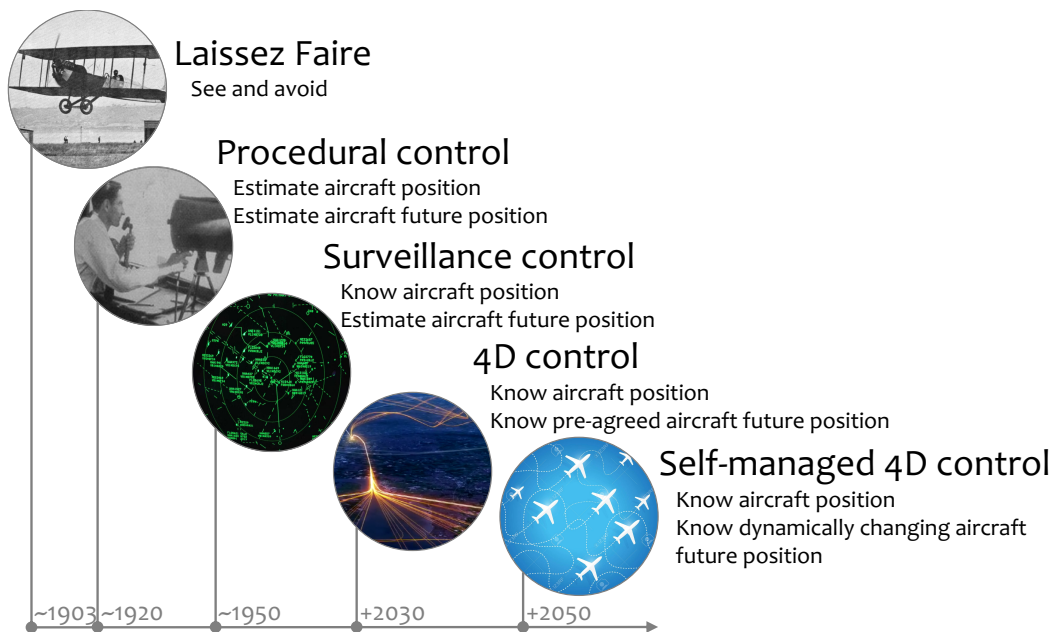 Laissez Faire
See and avoid
Procedural control
Estimate aircraft position
Estimate aircraft future position
Surveillance control
Know aircraft position
Estimate aircraft future position
4D control
Know aircraft position
Know pre-agreed aircraft future position
Self-managed 4D control
Know aircraft position
Know dynamically changing aircraft
future position
~1903
~1920
~1950
+2030
+2050